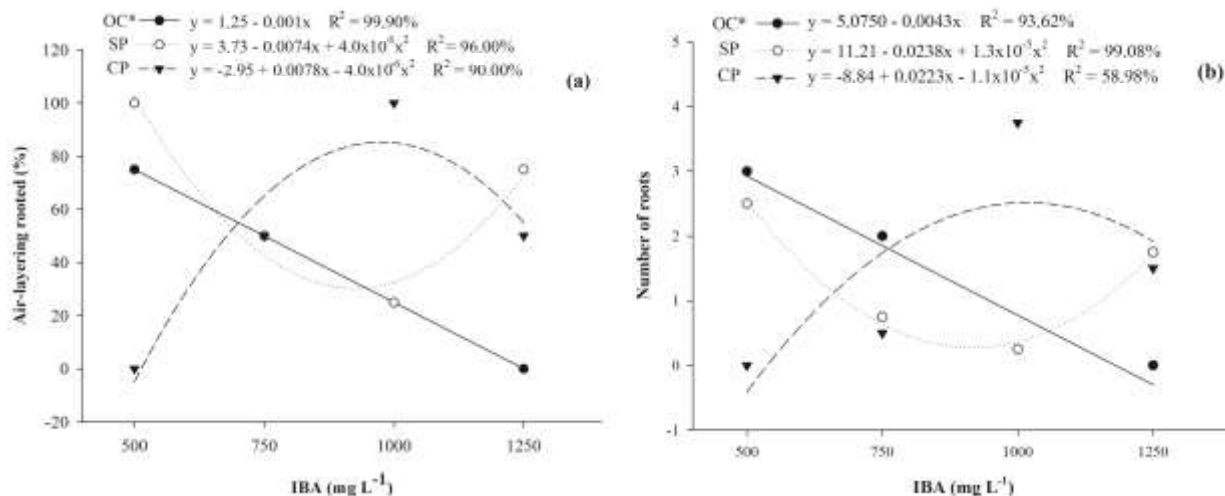 OC* y = 1.25 - 0.001x R² = 99.90%
SP y = 3.73 - 0.0074x + 4.0x10⁻⁶x² R² = 96.00%
CP y = -2.95 + 0.0078x - 4.0x10⁻⁶x² R² = 90.00%
(a)
Air-layering rooted (%)
120
100
80
60
40
20
0
-20
500 750 1000 1250
IBA (mg L⁻¹)
OC* y = 5,0750 - 0,0043x R² = 93,62%
SP y = 11.21 - 0.0238x + 1.3x10⁻⁵x² R² = 99.08%
CP y = -8.84 + 0.0223x - 1.1x10⁻⁵x² R² = 58.98%
(b)
Number of roots
5
4
3
2
1
0
-1
500 750 1000 1250
IBA (mg L⁻¹)